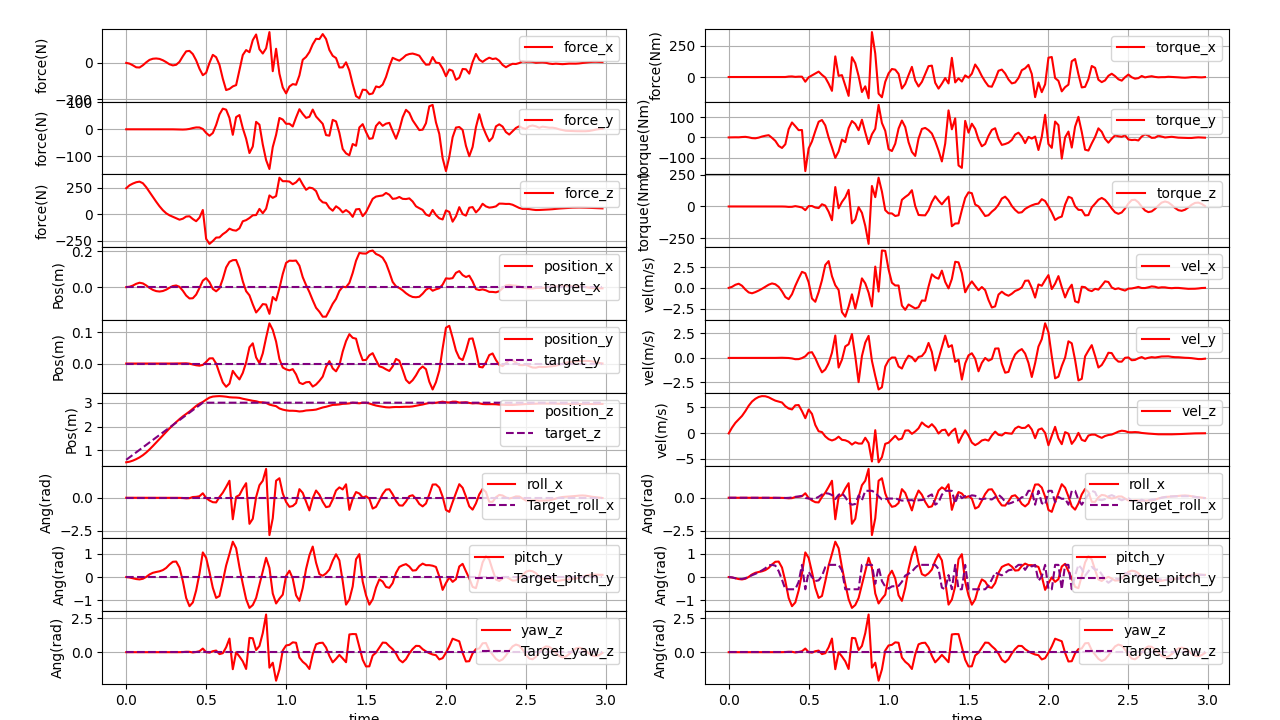 force(N)
0
−200
force_x
force(N)
100
0
−100
force_y
force(N)
250
0
−250
force_z
Pos(m)
0.2
0.0
position_x
target_x
Pos(m)
0.1
0.0
position_y
target_y
Pos(m)
3
2
1
position_z
target_z
Ang(rad)
0.0
−2.5
roll_x
Target_roll_x
Ang(rad)
1
0
−1
pitch_y
Target_pitch_y
Ang(rad)
2.5
0.0
yaw_z
Target_yaw_z
0.0 0.5 1.0 1.5 2.0 2.5 3.0
time
force(Nm)
250
0
torque_x
torque(Nm)
100
0
−100
torque_y
torque(Nm)
250
0
−250
torque_z
vel(m/s)
2.5
0.0
−2.5
vel_x
vel(m/s)
2.5
0.0
−2.5
vel_y
vel(m/s)
5
0
−5
vel_z
Ang(rad)
0.0
−2.5
roll_x
Target_roll_x
Ang(rad)
1
0
−1
pitch_y
Target_pitch_y
Ang(rad)
2.5
0.0
yaw_z
Target_yaw_z
0.0 0.5 1.0 1.5 2.0 2.5 3.0
time